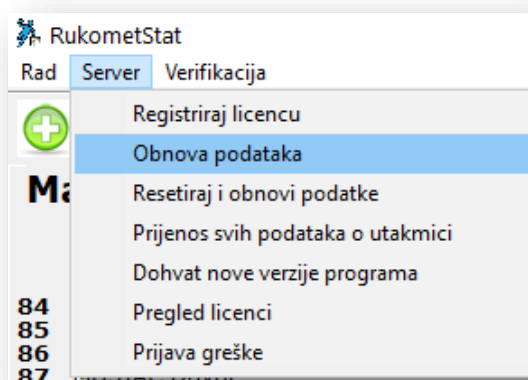 RukometStat
Rad Server Verifikacija
Registriraj licencu
Obnova podataka
Resetiraj i obnovi podatke
Prijenos svih podataka o utakmici
Dohvat nove verzije programa
Pregled licenci
Prijava greške
84
85
86
87